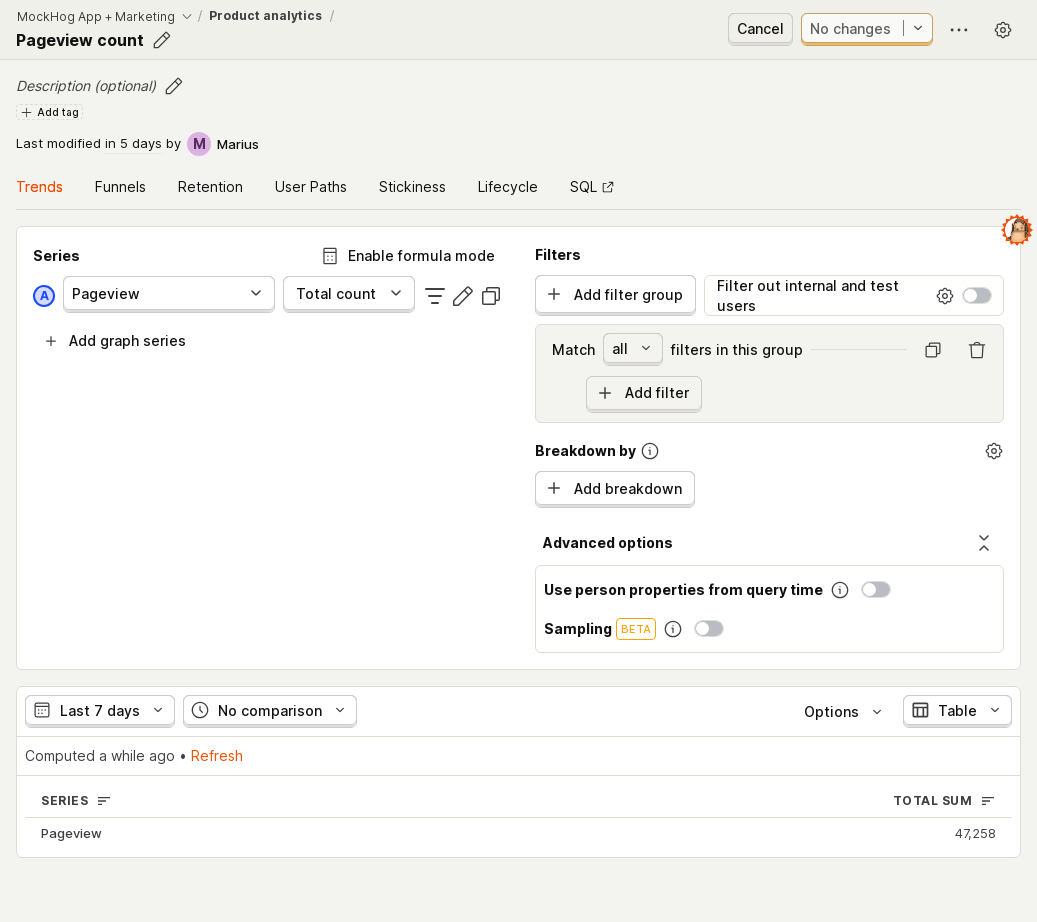 MockHog App + Marketing / Product analytics /
Pageview count
Cancel
No changes
Description (optional)
Add tag
Last modified in 5 days by M Marius
Trends
Funnels
Retention
User Paths
Stickiness
Lifecycle
SQL
Series
Enable formula mode
A
Pageview
Total count
Add graph series
Filters
Add filter group
Filter out internal and test
users
Match all filters in this group
Add filter
Breakdown by
Add breakdown
Advanced options
Use person properties from query time
Sampling BETA
Last 7 days
No comparison
Options
Table
Computed a while ago • Refresh
SERIES
TOTAL SUM
Pageview
47,258